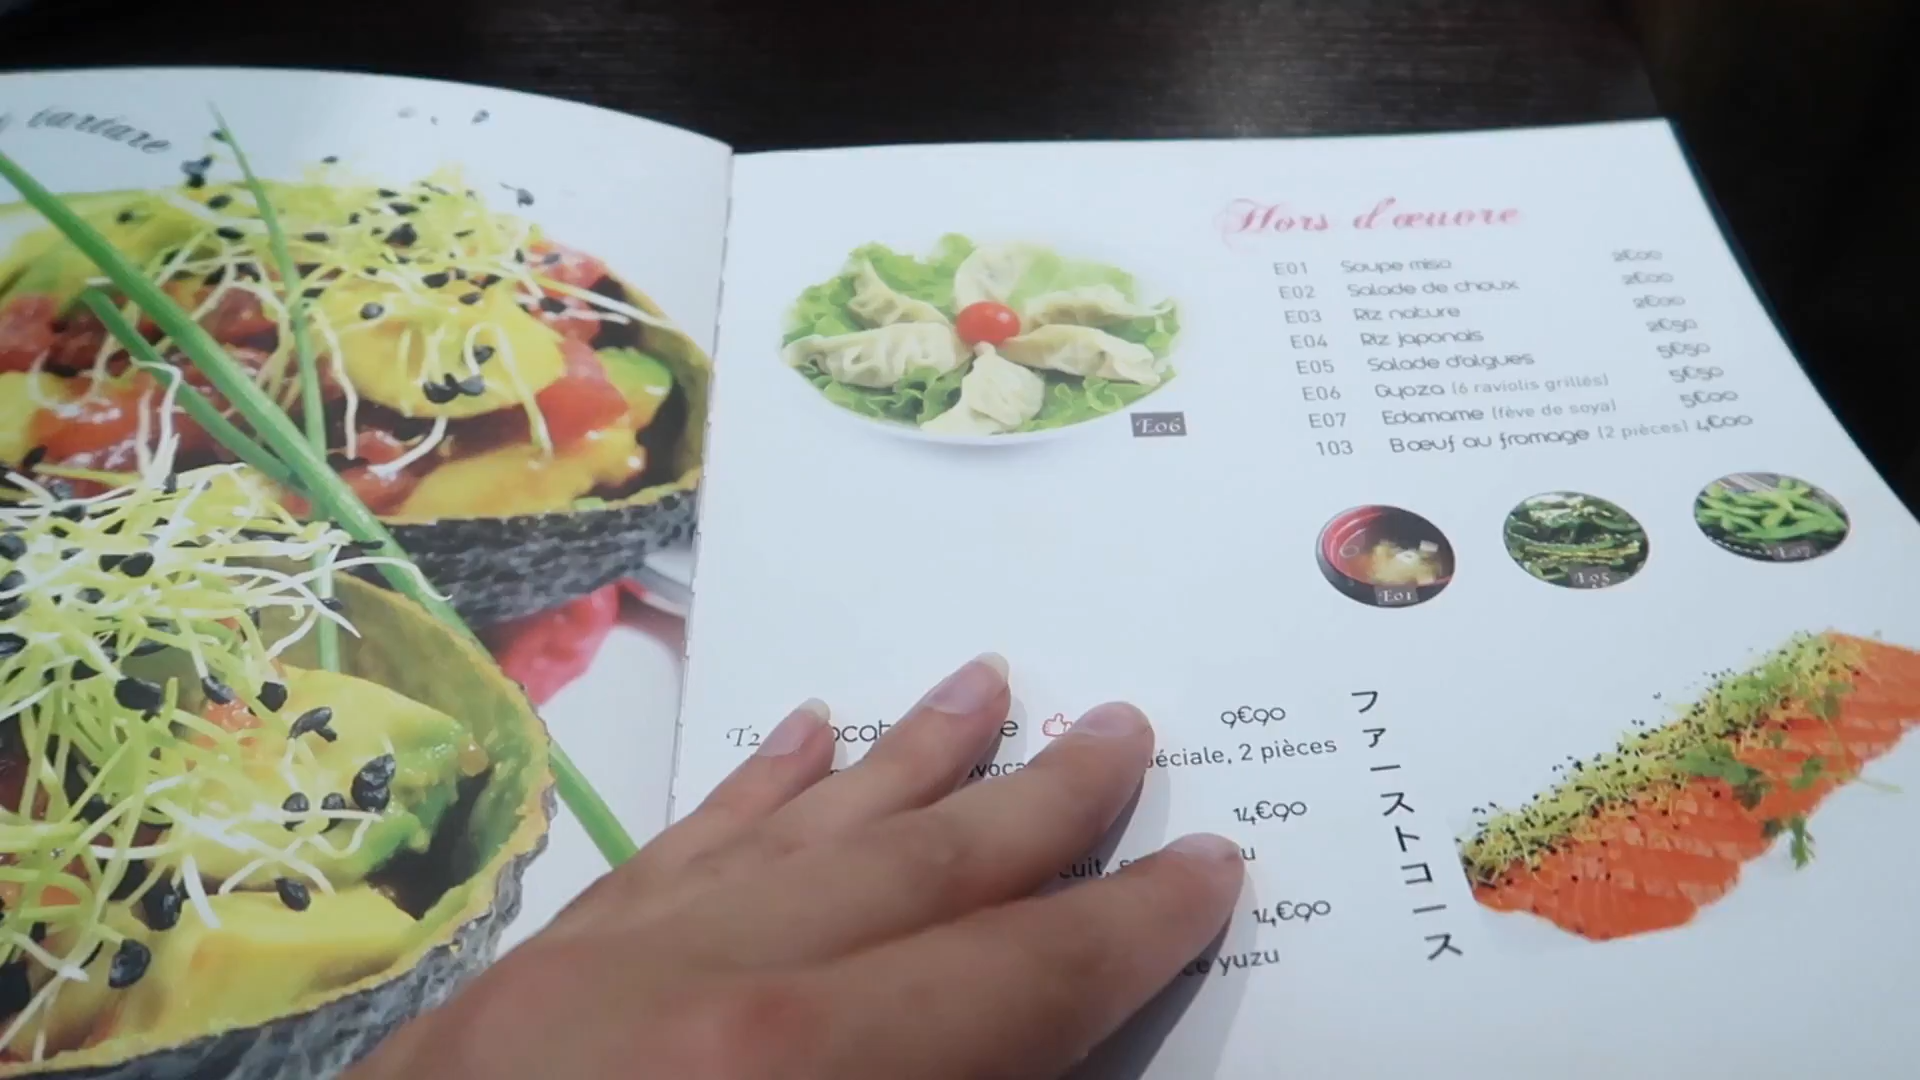 tartare
Hors d'œuvre
E01 Soupe miso 2€00
E02 Salade de choux 2€00
E03 Riz nature 2€00
E04 Riz japonais 2€50
E05 Salade d'algues 5€50
E06 Gyoza (6 raviolis grillés) 5€50
E07 Edamame (fève de soya) 5€00
103 Bœuf au fromage (2 pièces) 4€00
E06
E01
E05
E07
T2 9€90
éciale, 2 pièces
14€90
cuit,
14€90
yuzu
ファーストコース